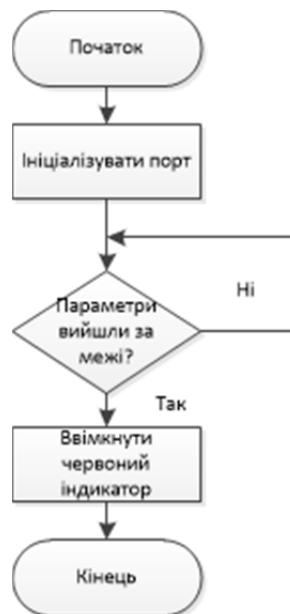 Початок
Ініціалізувати порт
Параметри
вийшли за
межі?
Ні
Так
Ввімкнути
червоний
індикатор
Кінець